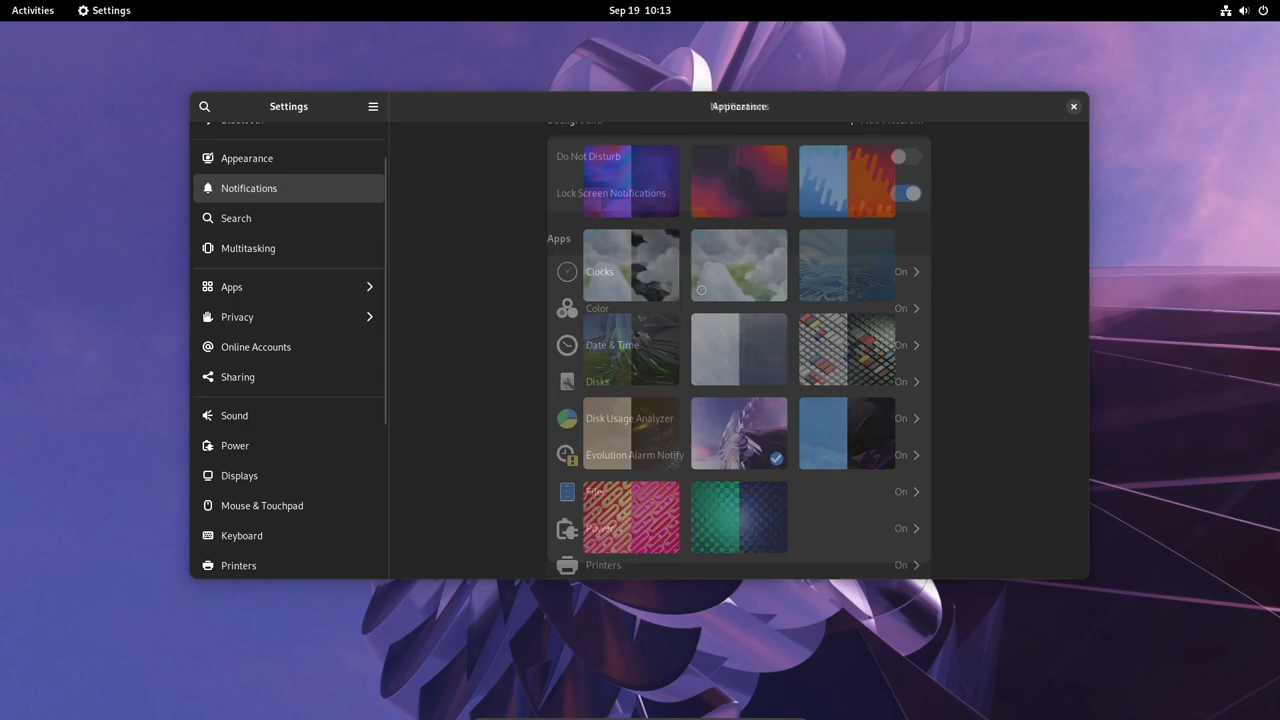 Activities
Settings
Sep 19 10:13
Settings
Appearance
Notifications
Search
Multitasking
Apps
Privacy
Online Accounts
Sharing
Sound
Power
Displays
Mouse & Touchpad
Keyboard
Printers
Do Not Disturb
Lock Screen Notifications
Apps
Clocks
On
Color
On
Date & Time
On
Disks
On
Disk Usage Analyzer
On
Evolution Alarm Notify
On
Files
On
Power
On
Printers
On